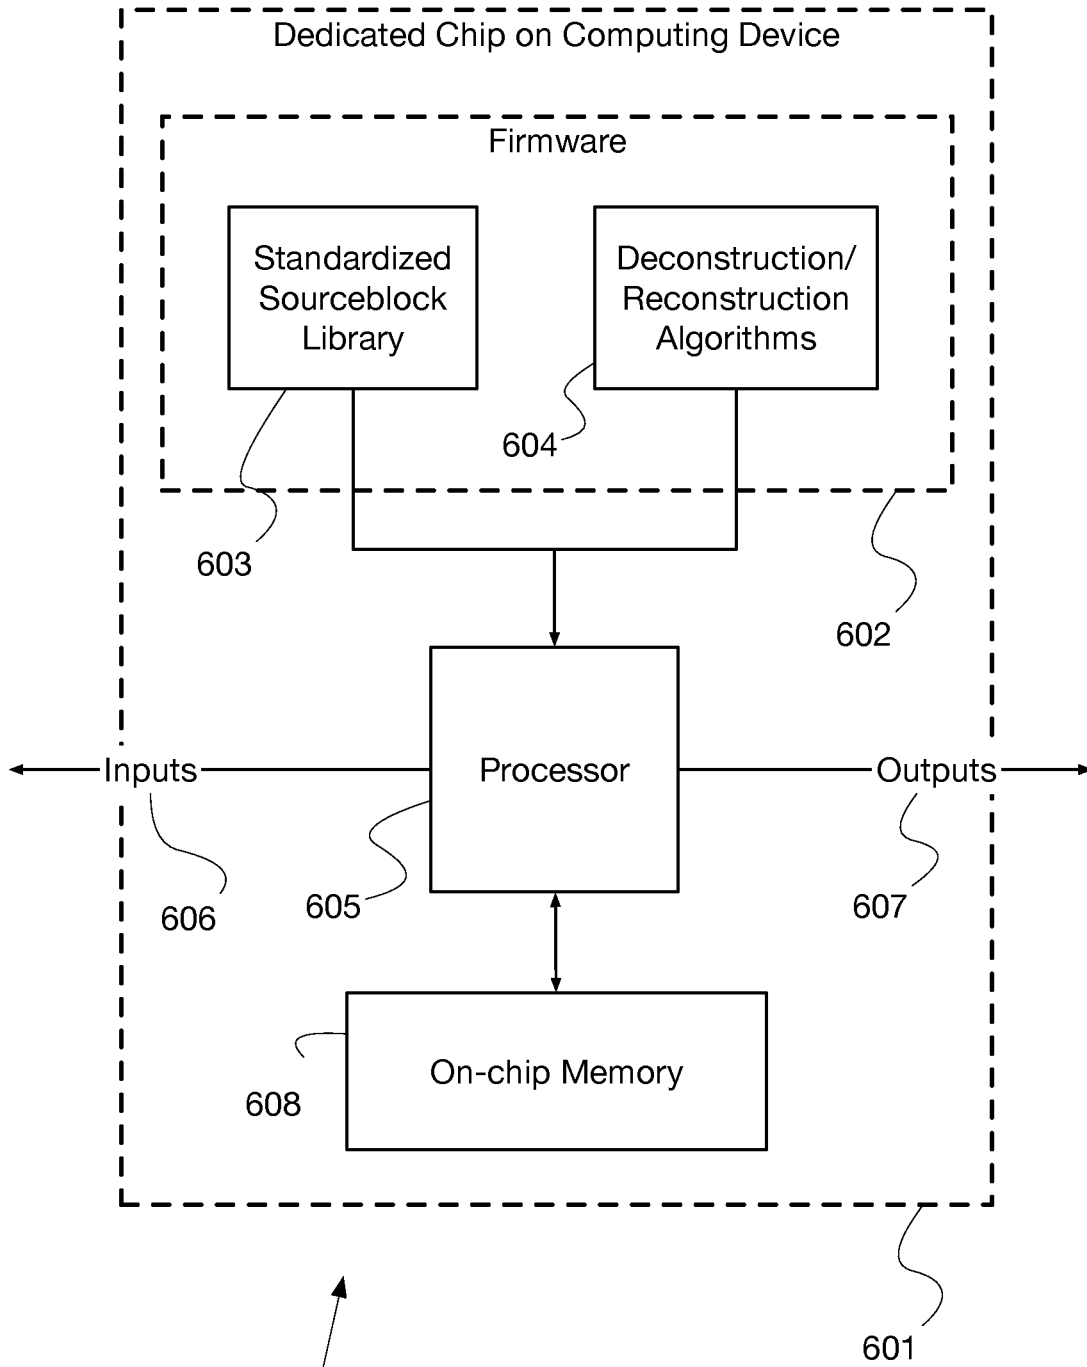 Dedicated Chip on Computing Device
Firmware
Standardized
Sourceblock
Library
Deconstruction/
Reconstruction
Algorithms
604
603
602
Inputs
Processor
Outputs
606
605
607
On-chip Memory
608
601